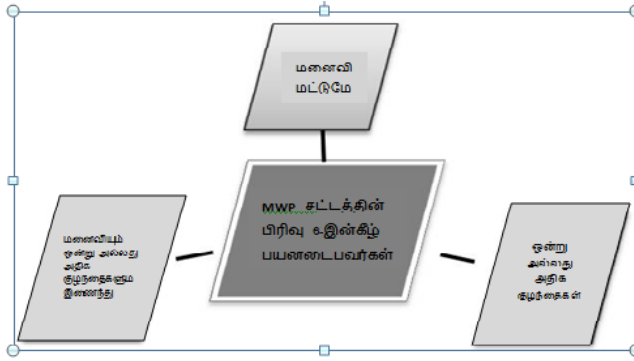 மனைவி
மட்டுமே
MWP சட்டத்தின்
பிரிவு 6-இன்கீழ்
பயனடைபவர்கள்
மனைவியும்
ஒன்று அல்லது
அதிக
குழந்தைகளும்
இணைந்து
ஒன்று
அல்லது
அதிக
குழந்தைகள்